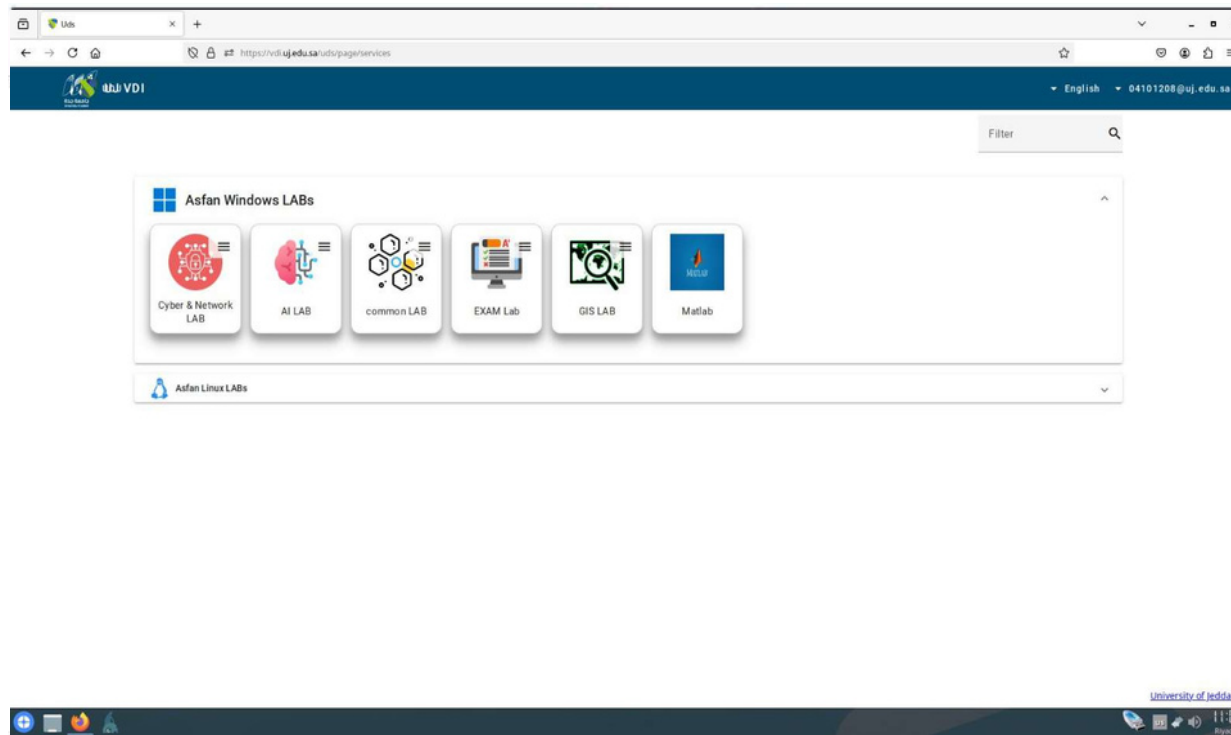 Uds
https://vdi.uj.edu.sa/uds/page/services
VDI
English
04101208@uj.edu.sa
Filter
Asfan Windows LABs
Cyber & Network
LAB
AI LAB
common LAB
EXAM Lab
GIS LAB
Matlab
Asfan Linux LABs
University of Jedda